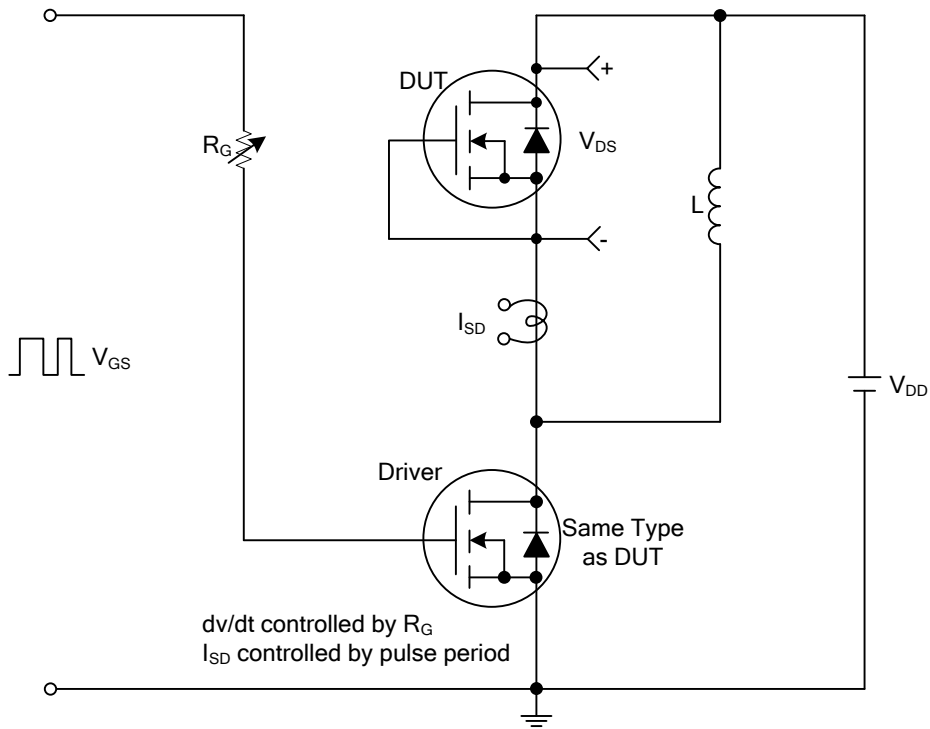 DUT
+
R_G
V_DS
L
-
I_SD
V_GS
V_DD
Driver
Same Type
as DUT
dv/dt controlled by R_G
I_SD controlled by pulse period